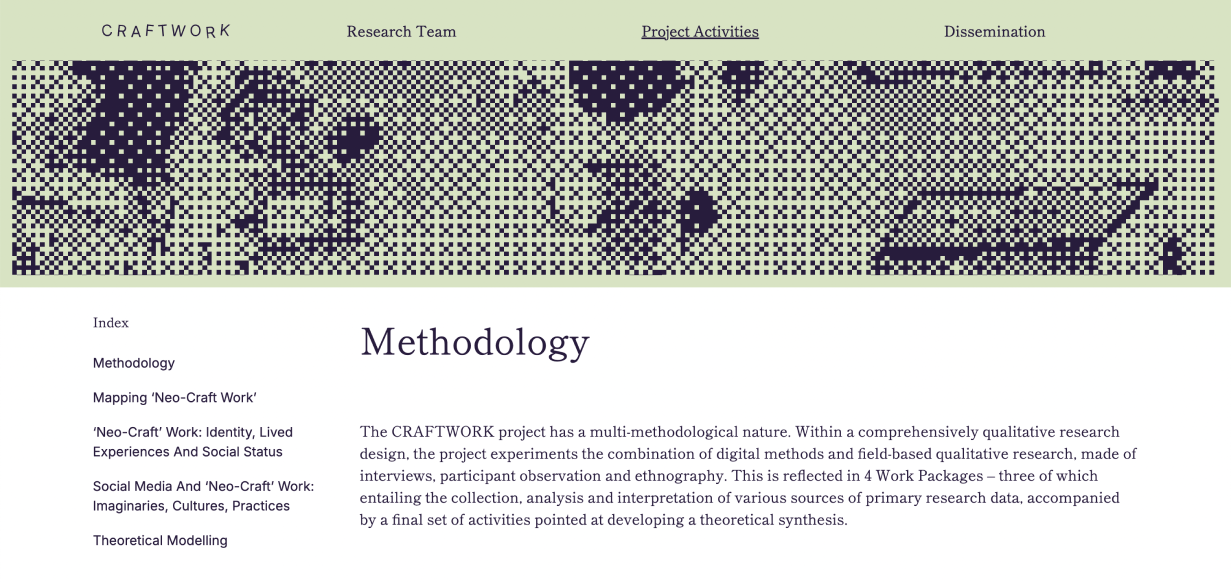 CRAFTWORK
Research Team
Project Activities
Dissemination
Index
Methodology
Mapping ‘Neo-Craft Work’
‘Neo-Craft’ Work: Identity, Lived
Experiences And Social Status
Social Media And ‘Neo-Craft’ Work:
Imaginaries, Cultures, Practices
Theoretical Modelling
Methodology
The CRAFTWORK project has a multi-methodological nature. Within a comprehensively qualitative research
design, the project experiments the combination of digital methods and field-based qualitative research, made of
interviews, participant observation and ethnography. This is reflected in 4 Work Packages – three of which
entailing the collection, analysis and interpretation of various sources of primary research data, accompanied
by a final set of activities pointed at developing a theoretical synthesis.